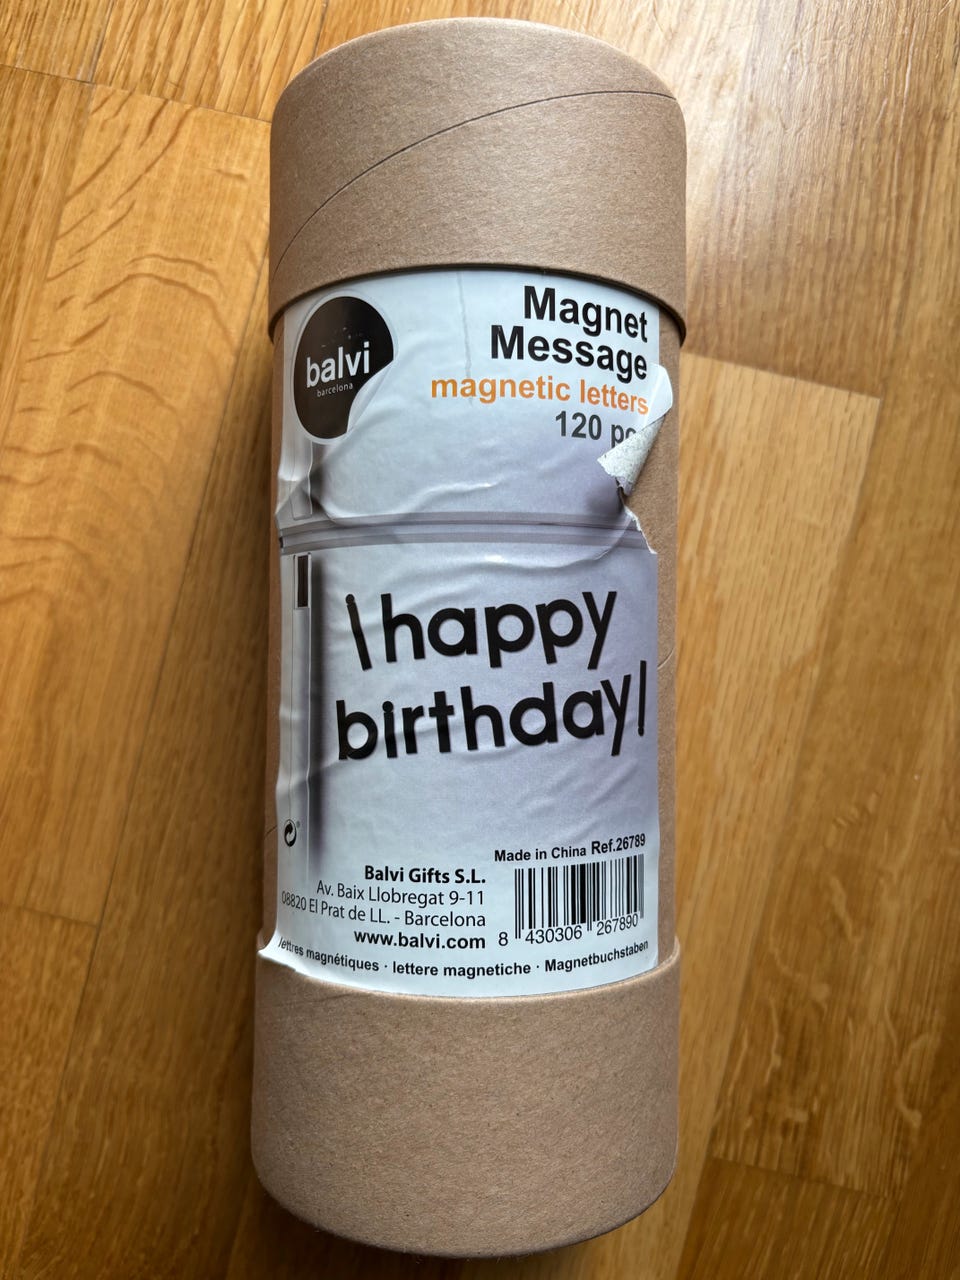 balvi
barcelona
Magnet
Message
magnetic letters
120
¡happy
birthday!
Made in China Ref.26789
Balvi Gifts S.L.
Av. Baix Llobregat 9-11
08820 El Prat de LL. - Barcelona
www.balvi.com
8 430306 267890
lettres magnétiques · lettere magnetiche · Magnetbuchstaben